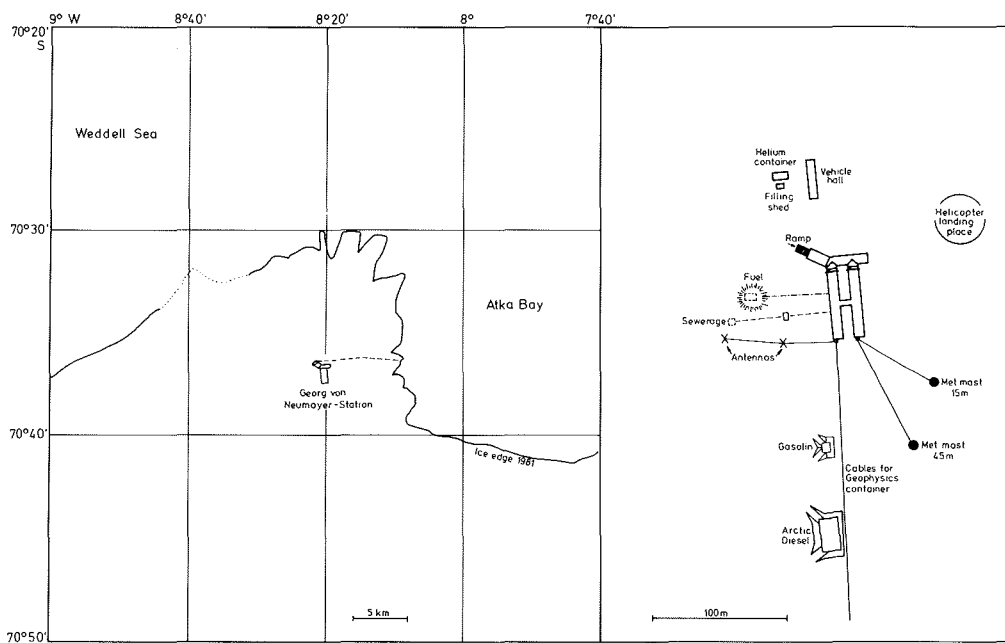 9° W
8°40'
8°20'
8°
7°40'
70°20'
S
Weddell Sea
70°30'
Atka Bay
Georg von
Neumayer-Station
70°40'
Ice edge 1981
70°50'
5 km
Helium
container
Filling
shed
Vehicle
hall
Helicopter
landing
place
Ramp
Fuel
Sewerage
Antennas
Met mast
15m
Met mast
45m
Gasolin
Cables for
Geophysics
container
Arctic
Diesel
100m